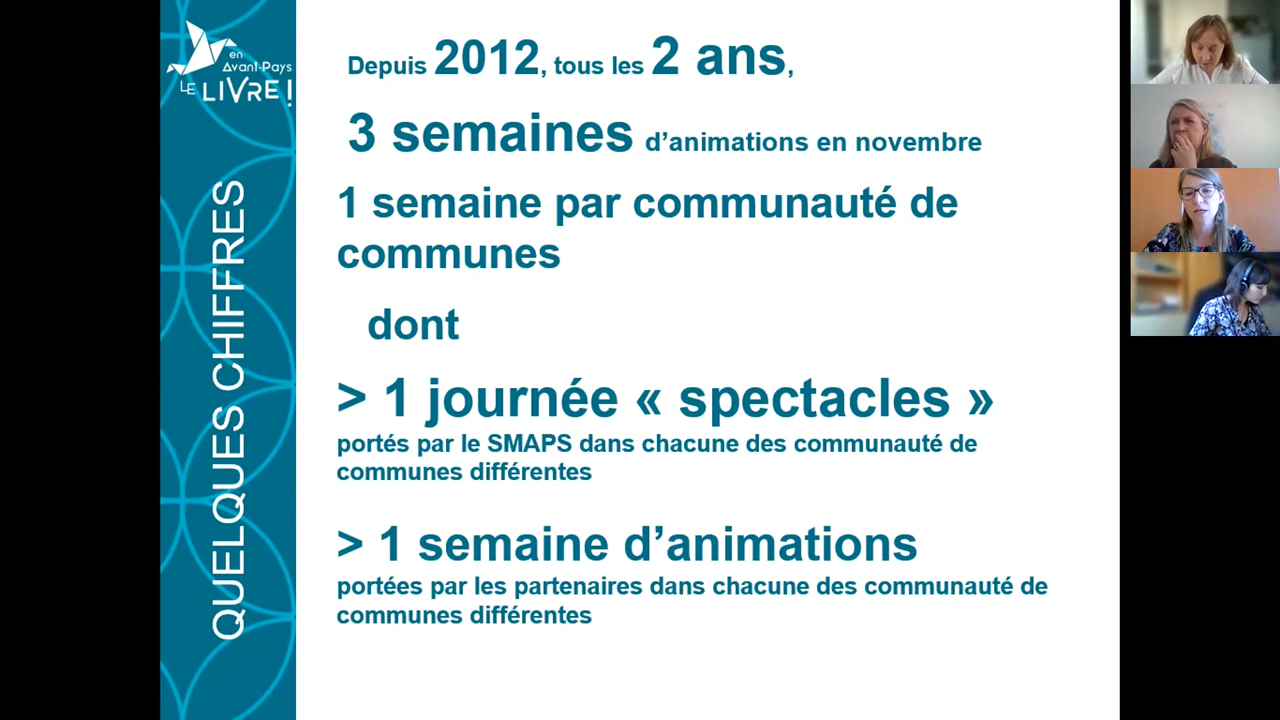 en
Avant-Pays
LE LIVRE !
QUELQUES CHIFFRES
Depuis 2012, tous les 2 ans,
3 semaines d’animations en novembre
1 semaine par communauté de
communes
dont
> 1 journée « spectacles »
portés par le SMAPS dans chacune des communauté de
communes différentes
> 1 semaine d’animations
portées par les partenaires dans chacune des communauté de
communes différentes